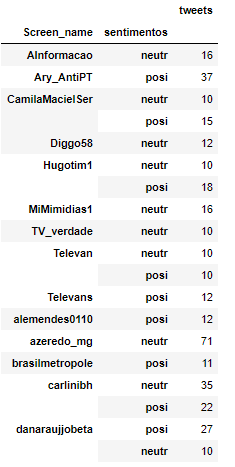 tweets
Screen_name sentimentos
AInformacao neutr 16
Ary_AntiPT posi 37
CamilaMacielSer neutr 10
posi 15
Diggo58 neutr 12
Hugotim1 neutr 10
posi 18
MiMimidias1 neutr 16
TV_verdade neutr 10
Televan neutr 10
posi 10
Televans posi 12
alemendes0110 posi 12
azeredo_mg neutr 71
brasilmetropole posi 11
carlinibh neutr 35
posi 22
danaraujjobeta posi 27
neutr 10